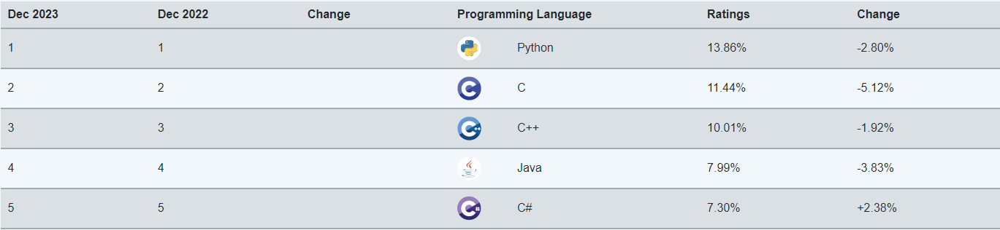 Dec 2023 Dec 2022 Change Programming Language Ratings Change
1 1 Python 13.86% -2.80%
2 2 C 11.44% -5.12%
3 3 C++ 10.01% -1.92%
4 4 Java 7.99% -3.83%
5 5 C# 7.30% +2.38%